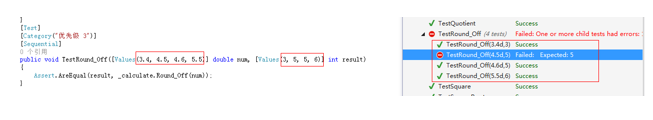 ]
[Test]
[Category("优先级 3")]
[Sequential]
0 个引用
public void TestRound_Off([Values(3.4, 4.5, 4.6, 5.5)] double num, [Values(3, 5, 5, 6)] int result)
{
Assert.AreEqual(result, _calculate.Round_Off(num));
}
TestQuotient Success
TestRound_Off (4 tests) Failed: One or more child tests had errors:
TestRound_Off(3.4d,3) Success
TestRound_Off(4.5d,5) Failed: Expected: 5
TestRound_Off(4.6d,5) Success
TestRound_Off(5.5d,6) Success
TestSquare Success